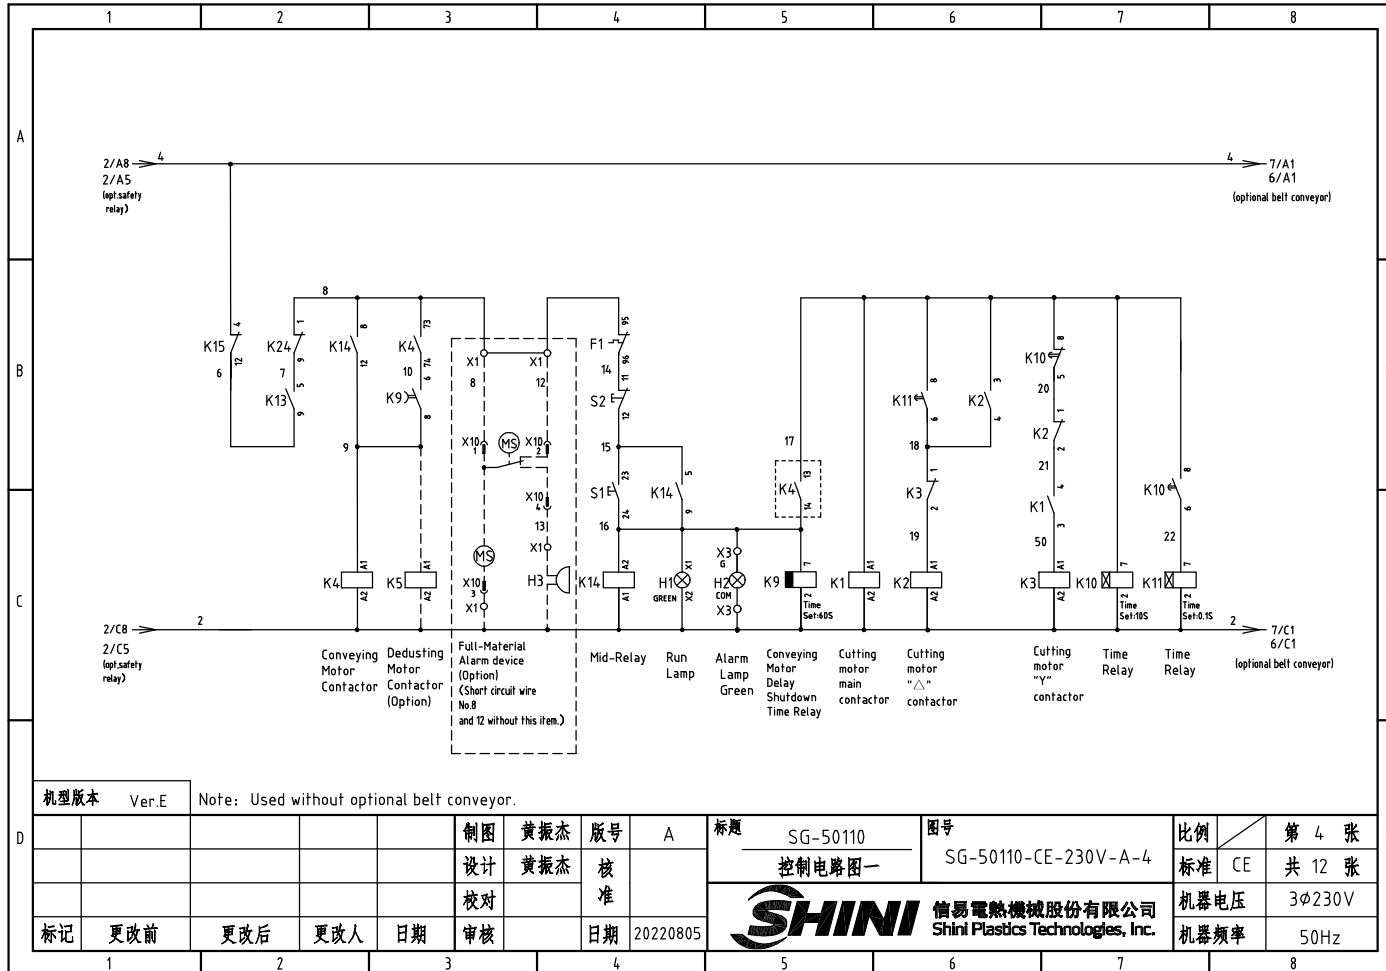 1 2 3 4 5 6 7 8
A
B
C
D
2/A8 4
2/A5
(opt.safety
relay)
4 7/A1
6/A1
(optional belt conveyor)
8
K15 4 12
6
K24 1 9
7
K13 5 9
K14 8 12
K4 73 74
10
K9 6 8
9
X1 X1
8 12
X10 1
MS
X10 2
X10 4
13
X1
MS
X10 3
X1
H3
F1 95 96
14
S2 11 12
15
S1 23 24
K14 5 9
16
17
K4 13 14
K11 8 6
K2 3 4
18
K3 1 2
19
K10 8 5
20
K2 1 2
21
K1 4 3
50
K10 8 6
22
K4 A1 A2
K5 A1 A2
K14 A2 A1
H1 X1 X2
GREEN
X3
G
H2
COM
X3
K9 7 2
Time
Set:60S
K1 A1 A2
K2 A1 A2
K3 A1 A2
K10 7 2
Time
Set:10S
K11 7 2
Time
Set:0.1S
2/C8 2
2/C5
(opt.safety
relay)
2 7/C1
6/C1
(optional belt conveyor)
Conveying
Motor
Contactor
Dedusting
Motor
Contactor
(Option)
Full-Material
Alarm device
(Option)
(Short circuit wire
No.8
and 12 without this item.)
Mid-Relay
Run
Lamp
Alarm
Lamp
Green
Conveying
Motor
Delay
Shutdown
Time Relay
Cutting
motor
main
contactor
Cutting
motor
"△"
contactor
Cutting
motor
"Y"
contactor
Time
Relay
Time
Relay
机型版本 Ver.E
Note: Used without optional belt conveyor.
制图 黄振杰 版号 A
设计 黄振杰 核准
校对
标记 更改前 更改后 更改人 日期 审核 日期 20220805
标题 SG-50110
控制电路图一
图号
SG-50110-CE-230V-A-4
比例 第 4 张
标准 CE 共 12 张
机器电压 3φ230V
机器频率 50Hz
SHINI
信易電熱機械股份有限公司
Shini Plastics Technologies, Inc.
1 2 3 4 5 6 7 8